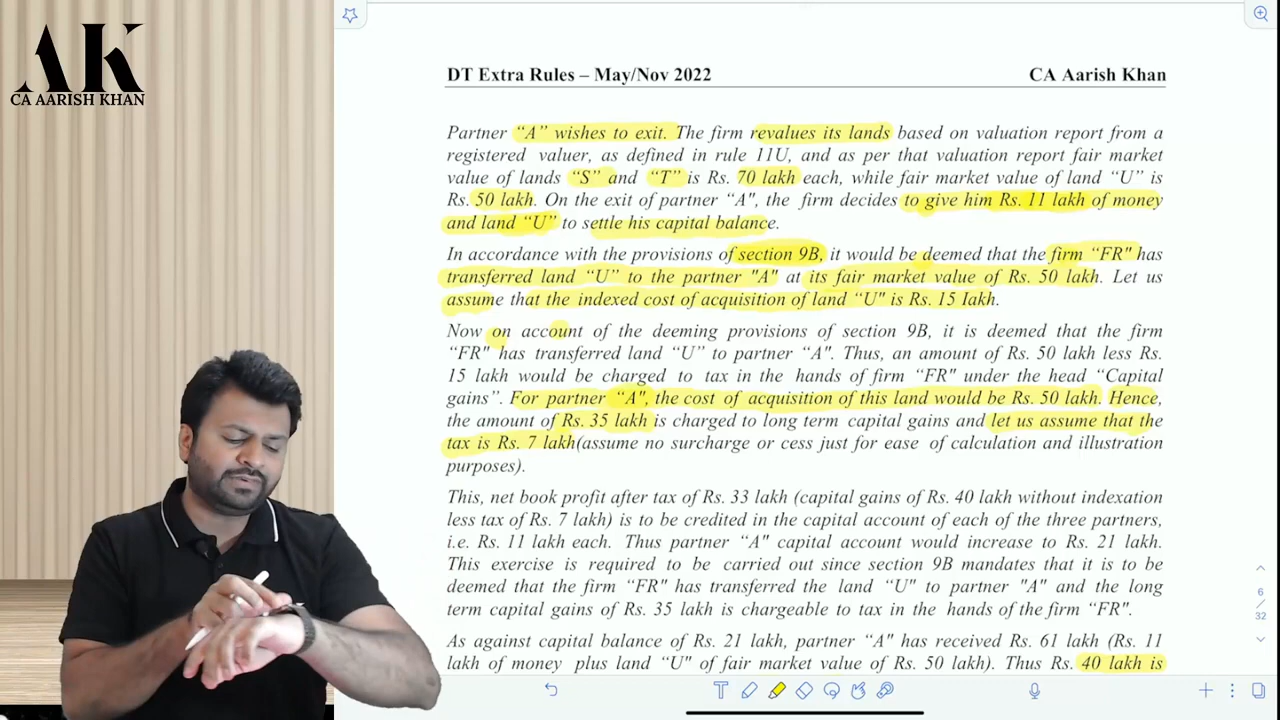 AK
CA AARISH KHAN
DT Extra Rules – May/Nov 2022 CA Aarish Khan
Partner “A” wishes to exit. The firm revalues its lands based on valuation report from a
registered valuer, as defined in rule 11U, and as per that valuation report fair market
value of lands “S” and “T” is Rs. 70 lakh each, while fair market value of land “U” is
Rs. 50 lakh. On the exit of partner “A”, the firm decides to give him Rs. 11 lakh of money
and land “U” to settle his capital balance.
In accordance with the provisions of section 9B, it would be deemed that the firm “FR" has
transferred land “U” to the partner "A” at its fair market value of Rs. 50 lakh. Let us
assume that the indexed cost of acquisition of land “U" is Rs. 15 Iakh.
Now on account of the deeming provisions of section 9B, it is deemed that the firm
“FR" has transferred land “U” to partner “A". Thus, an amount of Rs. 50 lakh less Rs.
15 lakh would be charged to tax in the hands of firm “FR" under the head “Capital
gains”. For partner “A", the cost of acquisition of this land would be Rs. 50 lakh. Hence,
the amount of Rs. 35 lakh is charged to long term capital gains and let us assume that the
tax is Rs. 7 lakh(assume no surcharge or cess just for ease of calculation and illustration
purposes).
This, net book profit after tax of Rs. 33 lakh (capital gains of Rs. 40 lakh without indexation
less tax of Rs. 7 lakh) is to be credited in the capital account of each of the three partners,
i.e. Rs. 11 lakh each. Thus partner “A" capital account would increase to Rs. 21 lakh.
This exercise is required to be carried out since section 9B mandates that it is to be
deemed that the firm “FR" has transferred the land “U" to partner "A" and the long
term capital gains of Rs. 35 lakh is chargeable to tax in the hands of the firm “FR".
As against capital balance of Rs. 21 lakh, partner “A" has received Rs. 61 lakh (Rs. 11
lakh of money plus land “U" of fair market value of Rs. 50 lakh). Thus Rs. 40 lakh is
6
/
32
T